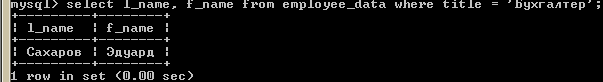 mysql> select l_name, f_name from employee_data where title = 'бухгалтер';
+---------+--------+
| l_name | f_name |
+---------+--------+
| Сахаров | Эдуард |
+---------+--------+
1 row in set (0.00 sec)